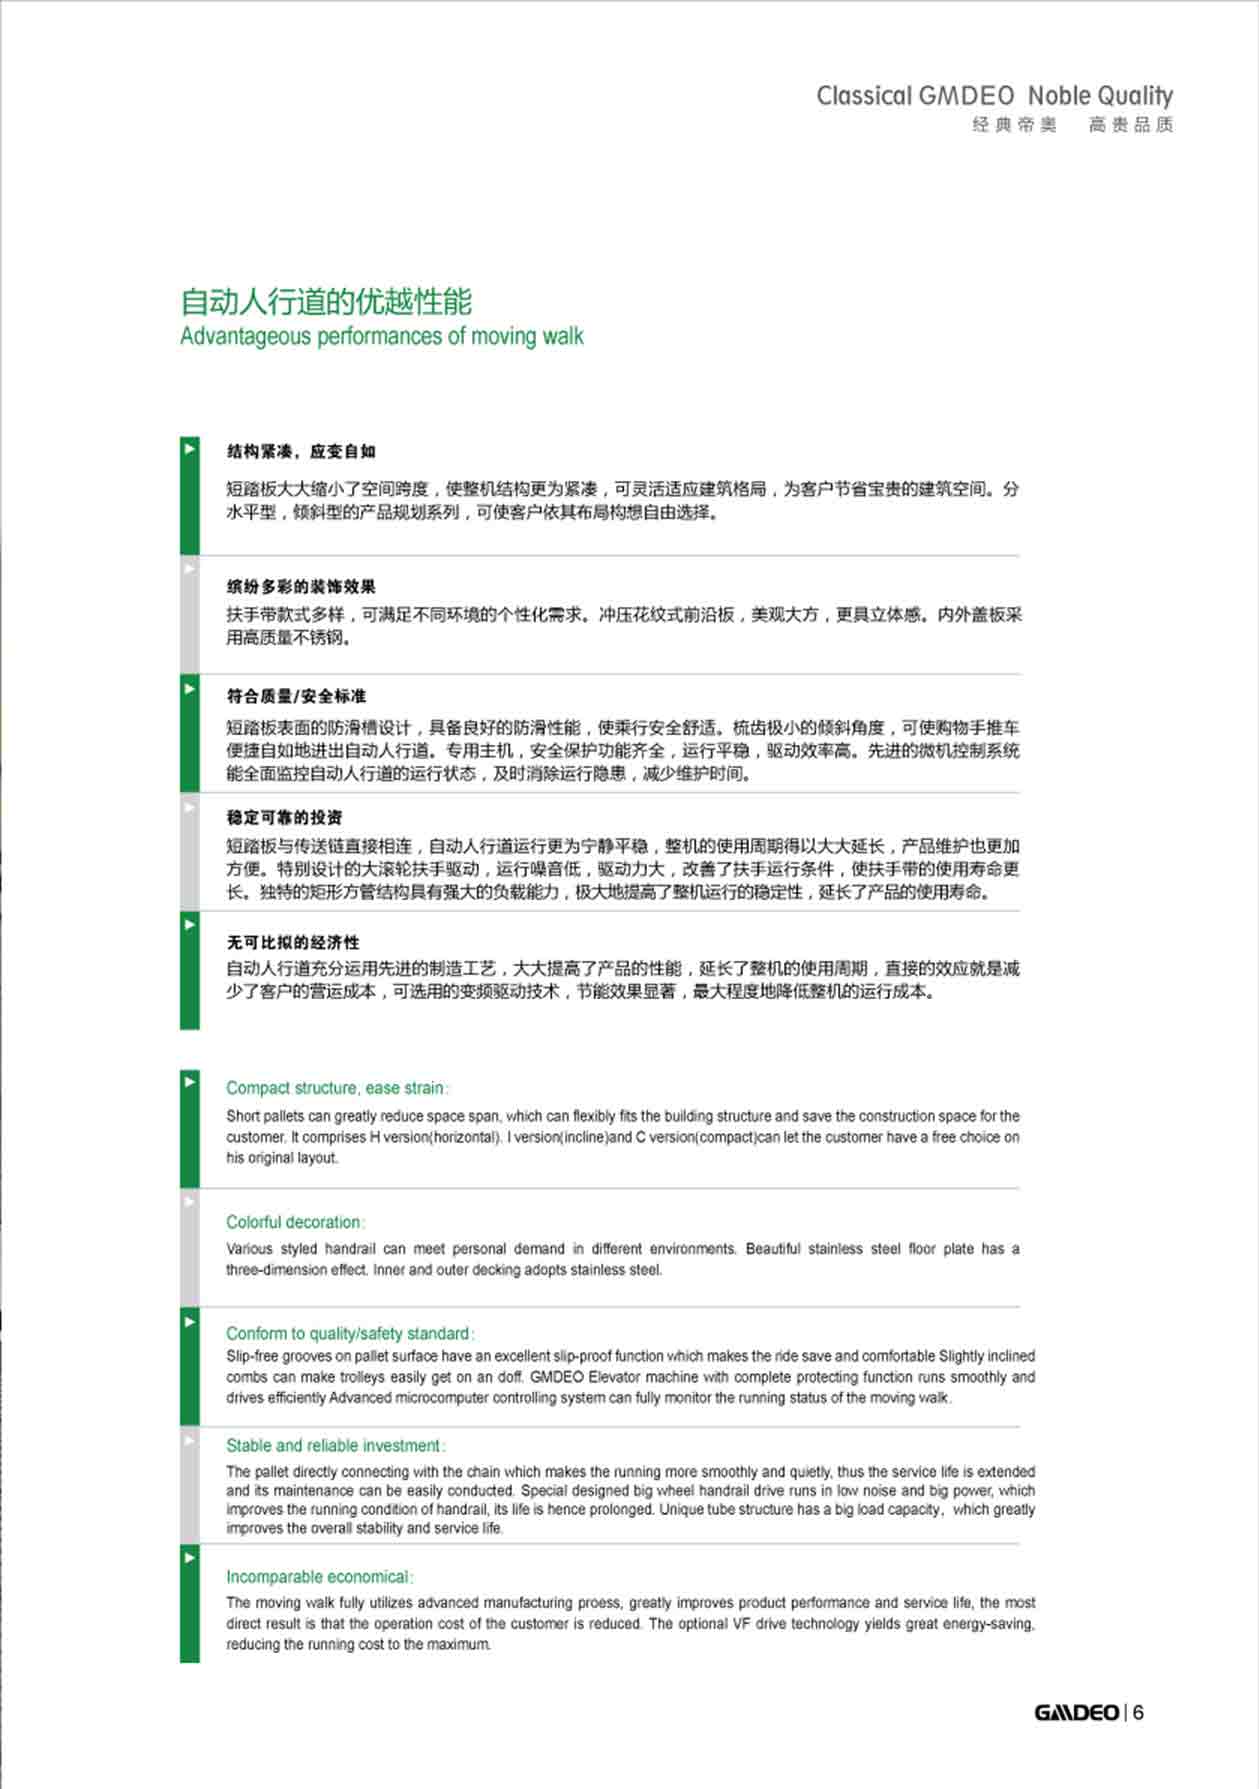 Classical GMDEO Noble Quality
经典帝奥 高贵品质
自动人行道的优越性能
Advantageous performances of moving walk
结构紧凑，应变自如
短踏板大大缩小了空间跨度，使整机结构更为紧凑，可灵活适应建筑格局，为客户节省宝贵的建筑空间。分
水平型，倾斜型的产品规划系列，可使客户依其布局构想自由选择。
缤纷多彩的装饰效果
扶手带款式多样，可满足不同环境的个性化需求。冲压花纹式前沿板，美观大方，更具立体感。内外盖板采
用高质量不锈钢。
符合质量/安全标准
短踏板表面的防滑槽设计，具备良好的防滑性能，使乘行安全舒适。梳齿极小的倾斜角度，可使购物手推车
便捷自如地进出自动人行道。专用主机，安全保护功能齐全，运行平稳，驱动效率高。先进的微机控制系统
能全面监控自动人行道的运行状态，及时消除运行隐患，减少维护时间。
稳定可靠的投资
短踏板与传送链直接相连，自动人行道运行更为宁静平稳，整机的使用周期得以大大延长，产品维护也更加
方便。特别设计的大滚轮扶手驱动，运行噪音低，驱动力大，改善了扶手运行条件，使扶手带的使用寿命更
长。独特的矩形方管结构具有强大的负载能力，极大地提高了整机运行的稳定性，延长了产品的使用寿命。
无可比拟的经济性
自动人行道充分运用先进的制造工艺，大大提高了产品的性能，延长了整机的使用周期，直接的效应就是减
少了客户的营运成本，可选用的变频驱动技术，节能效果显著，最大程度地降低整机的运行成本。
Compact structure, ease strain:
Short pallets can greatly reduce space span, which can flexibly fits the building structure and save the construction space for the
customer. It comprises H version(horizontal). I version(incline)and C version(compact)can let the customer have a free choice on
his original layout.
Colorful decoration:
Various styled handrail can meet personal demand in different environments. Beautiful stainless steel floor plate has a
three-dimension effect. Inner and outer decking adopts stainless steel.
Conform to quality/safety standard:
Slip-free grooves on pallet surface have an excellent slip-proof function which makes the ride save and comfortable Slightly inclined
combs can make trolleys easily get on an doff. GMDEO Elevator machine with complete protecting function runs smoothly and
drives efficiently Advanced microcomputer controlling system can fully monitor the running status of the moving walk.
Stable and reliable investment:
The pallet directly connecting with the chain which makes the running more smoothly and quietly, thus the service life is extended
and its maintenance can be easily conducted. Special designed big wheel handrail drive runs in low noise and big power, which
improves the running condition of handrail, its life is hence prolonged. Unique tube structure has a big load capacity, which greatly
improves the overall stability and service life.
Incomparable economical:
The moving walk fully utilizes advanced manufacturing proess, greatly improves product performance and service life, the most
direct result is that the operation cost of the customer is reduced. The optional VF drive technology yields great energy-saving,
reducing the running cost to the maximum.
GMDEO | 6